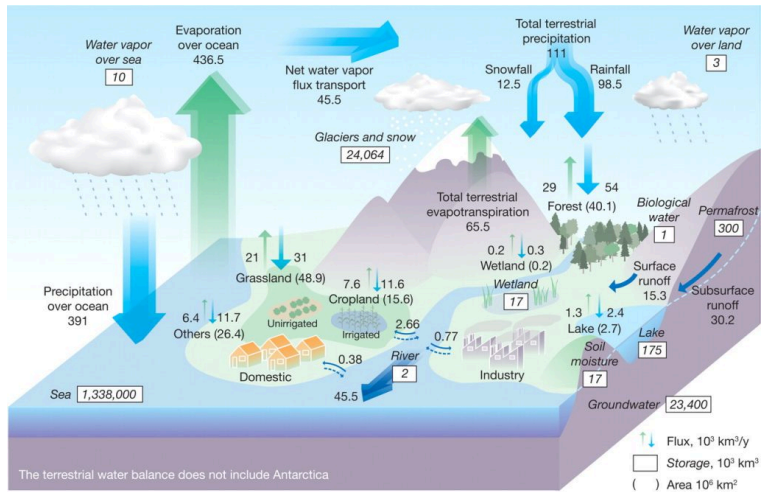 Evaporation
over ocean
436.5
Water vapor
over sea
10
Net water vapor
flux transport
45.5
Total terrestrial
precipitation
111
Snowfall
12.5
Rainfall
98.5
Water vapor
over land
3
Glaciers and snow
24,064
Total terrestrial
evapotranspiration
65.5
29 54
Forest (40.1)
Biological
water
1
Permafrost
300
21 31
Grassland (48.9)
7.6 11.6
Cropland (15.6)
0.2 0.3
Wetland (0.2)
Wetland
17
Surface
runoff
15.3
Subsurface
runoff
30.2
Precipitation
over ocean
391
6.4 11.7
Others (26.4)
Unirrigated
Irrigated
2.66
0.77
1.3 2.4
Lake (2.7)
Lake
175
Soil
moisture
17
0.38
Domestic
River
2
Industry
45.5
Sea 1,338,000
Groundwater 23,400
Flux, 10³ km³/y
Storage, 10³ km³
( ) Area 10⁶ km²
The terrestrial water balance does not include Antarctica